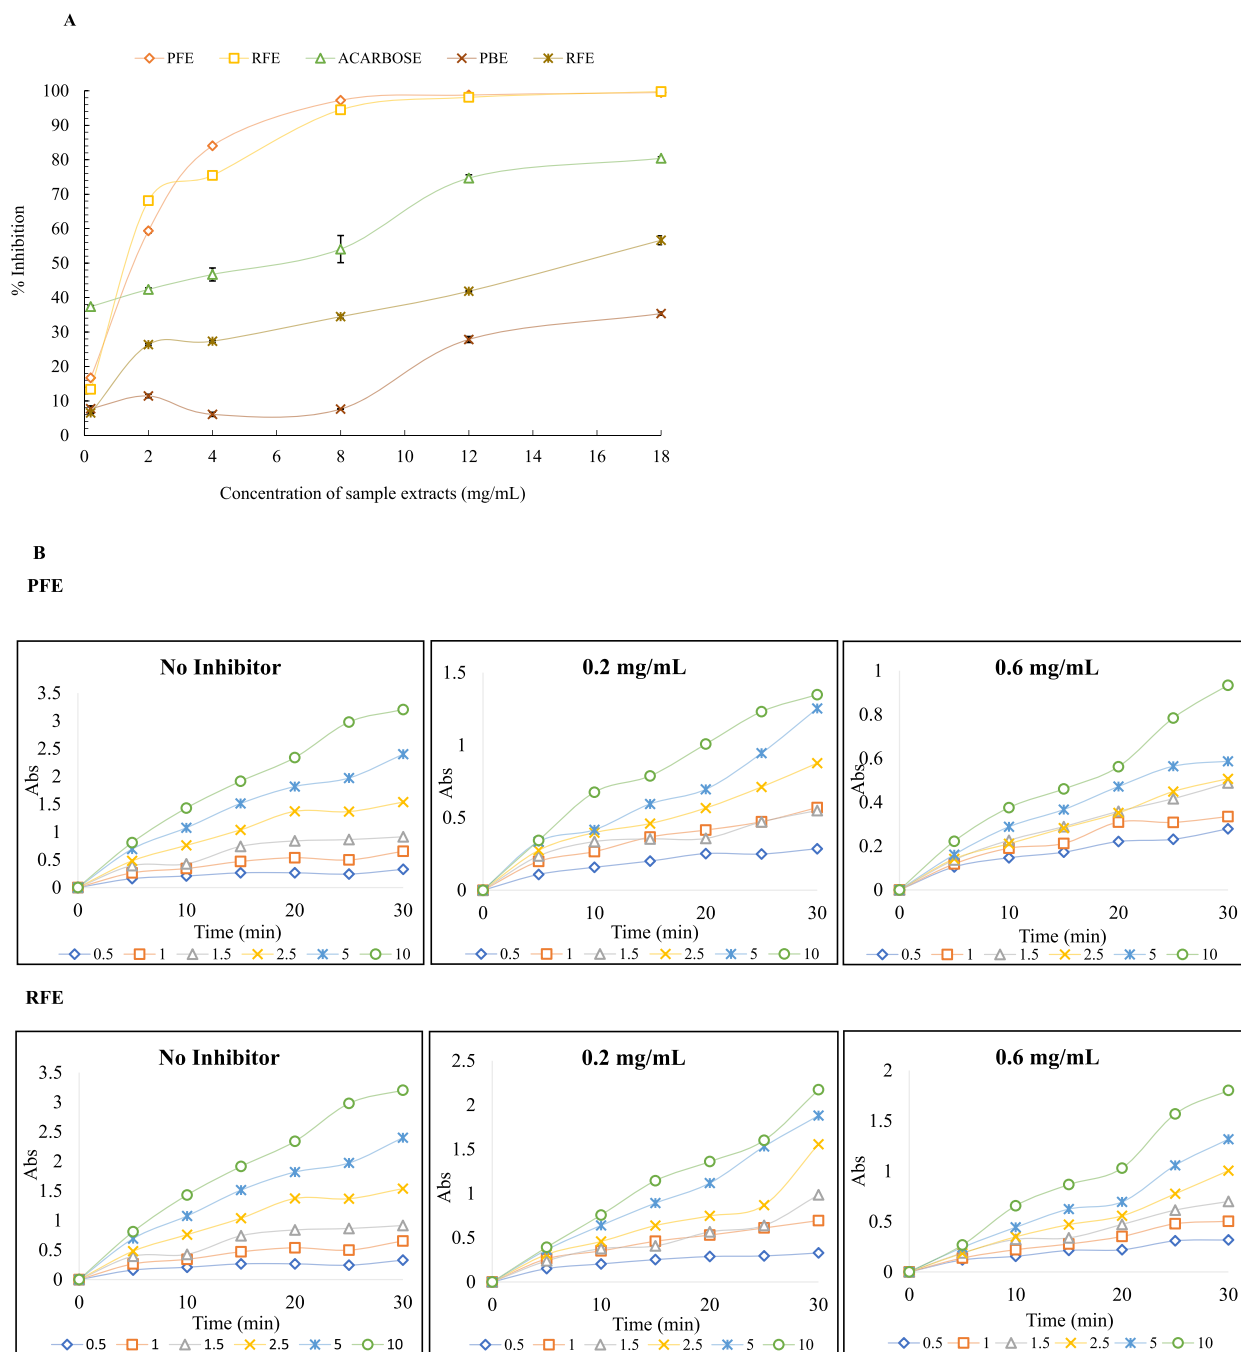 A
PFE RFE ACARBOSE PBE RFE
100
90
80
70
60
50
40
30
20
10
0
% Inhibition
0 2 4 8 10 12 14 16 18
Concentration of sample extracts (mg/mL)
B
PFE
No Inhibitor
3.5
3
2.5
2
1.5
1
0.5
0
Abs
0 10 20 30
Time (min)
0.5 1 1.5 2.5 5 10
0.2 mg/mL
1.5
1
0.5
0
Abs
0 10 20 30
Time (min)
0.5 1 1.5 2.5 5 10
0.6 mg/mL
1
0.8
0.6
0.4
0.2
0
Abs
0 10 20 30
Time (min)
0.5 1 1.5 2.5 5 10
RFE
No Inhibitor
3.5
3
2.5
2
1.5
1
0.5
0
Abs
0 10 20 30
Time (min)
0.5 1 1.5 2.5 5 10
0.2 mg/mL
2.5
2
1.5
1
0.5
0
Abs
0 10 20 30
Time (min)
0.5 1 1.5 2.5 5 10
0.6 mg/mL
2
1.5
1
0.5
0
Abs
0 10 20 30
Time (min)
0.5 1 1.5 2.5 5 10